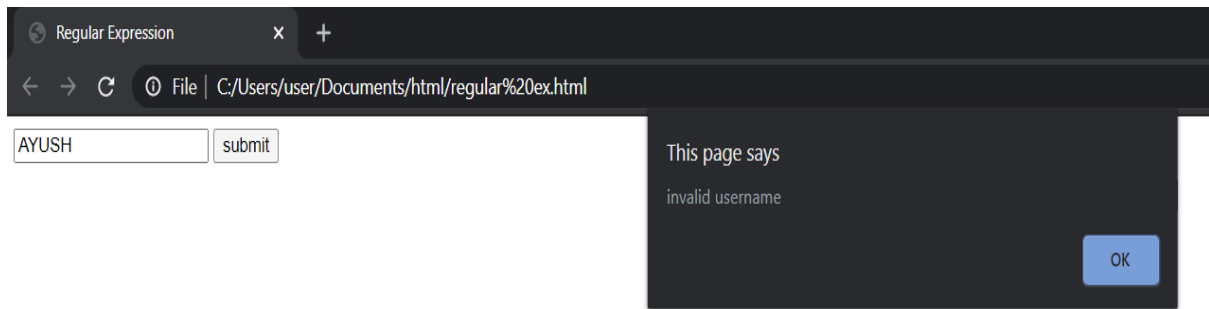 Regular Expression
File | C:/Users/user/Documents/html/regular%20ex.html
AYUSH submit
This page says
invalid username
OK